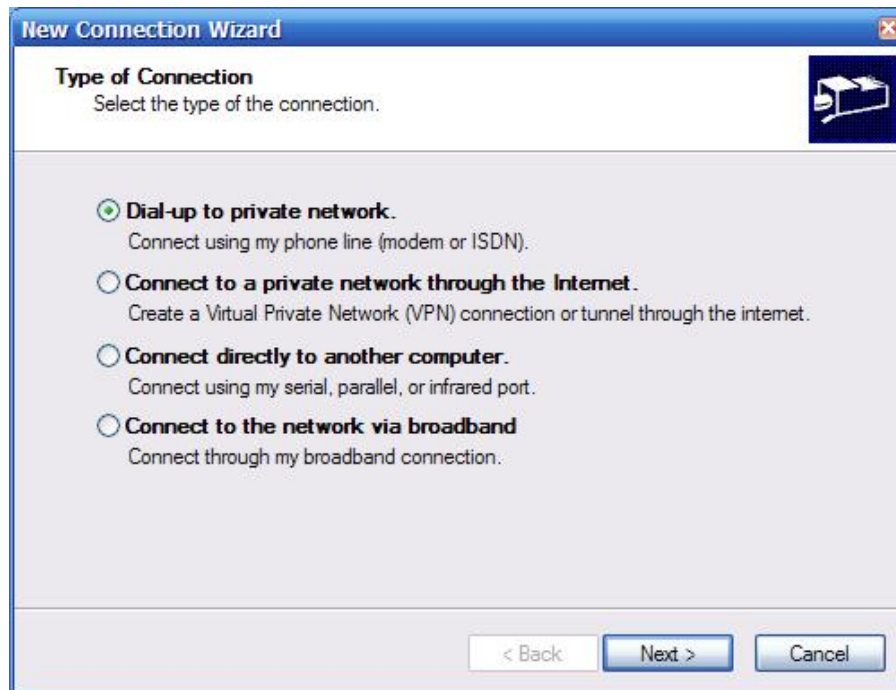 New Connection Wizard
Type of Connection
Select the type of the connection.
Dial-up to private network.
Connect using my phone line (modem or ISDN).
Connect to a private network through the Internet.
Create a Virtual Private Network (VPN) connection or tunnel through the internet.
Connect directly to another computer.
Connect using my serial, parallel, or infrared port.
Connect to the network via broadband
Connect through my broadband connection.
< Back Next > Cancel